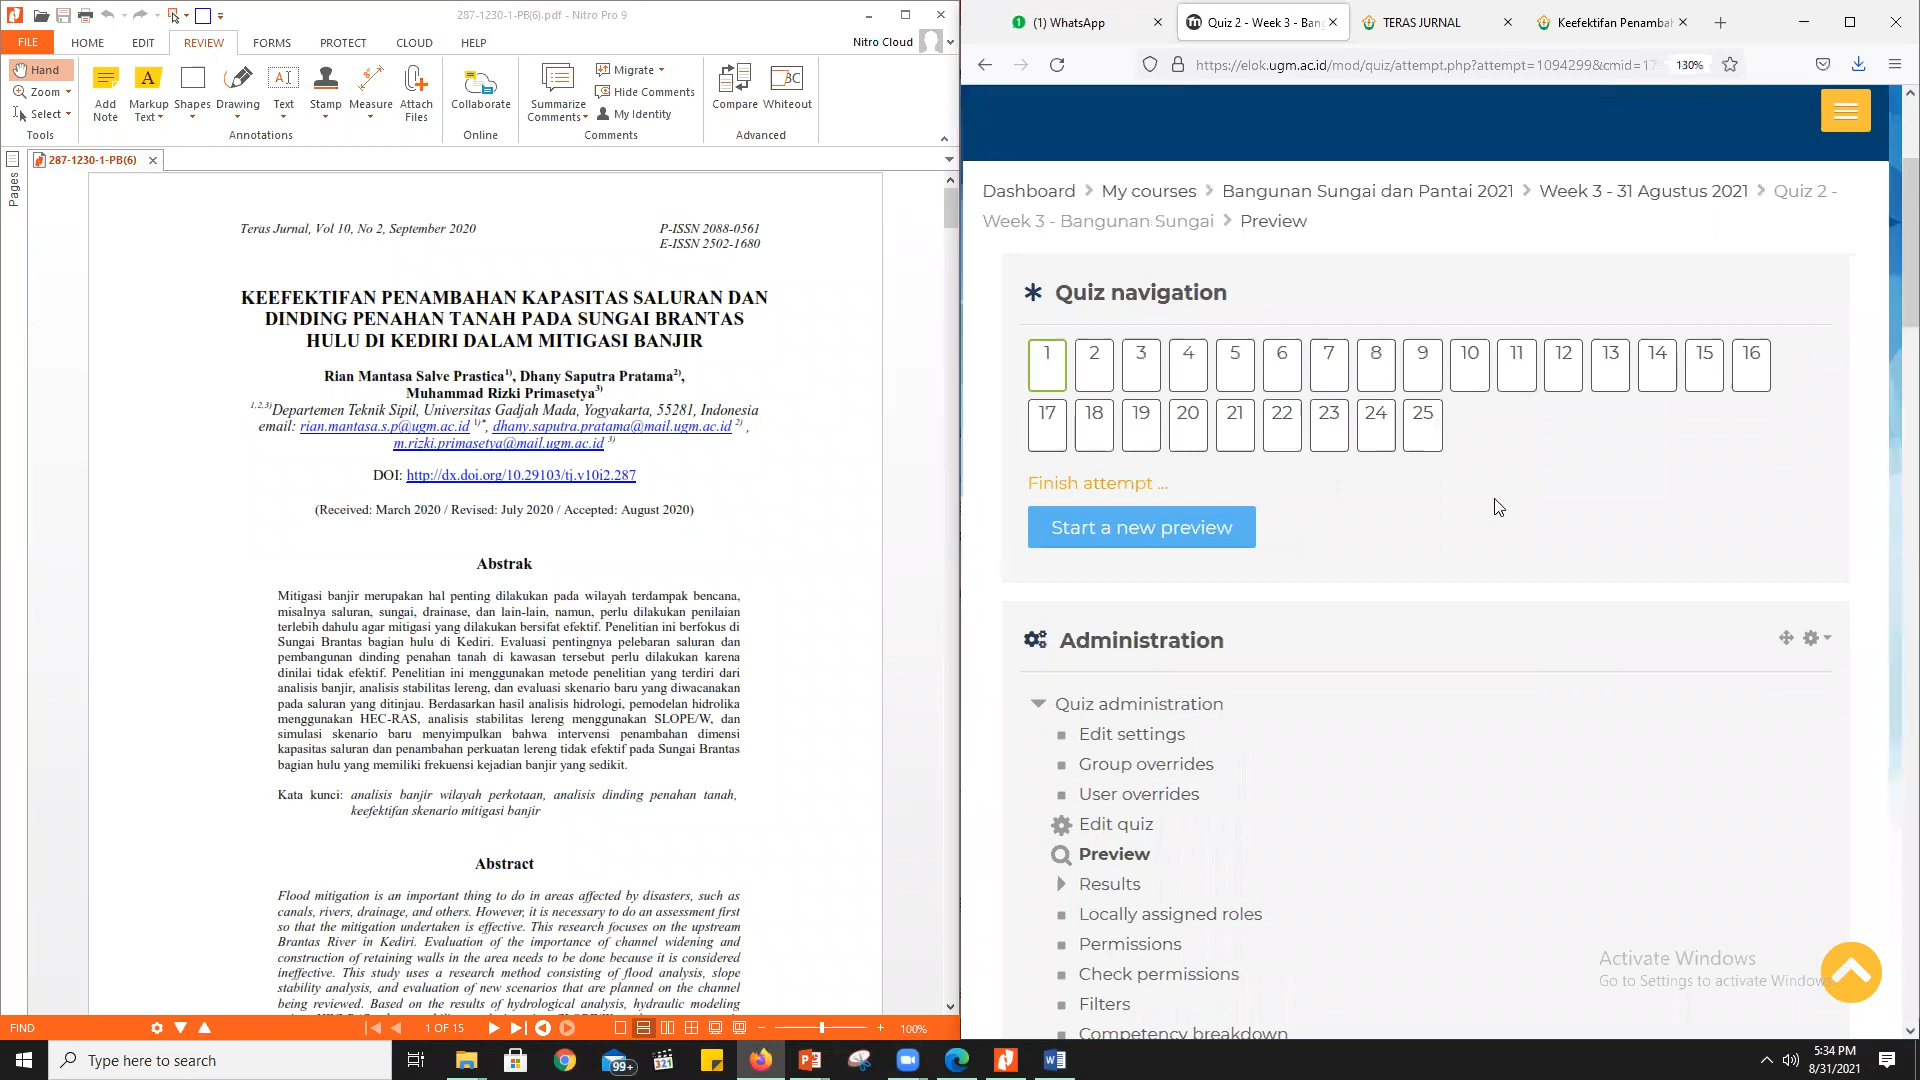 287-1230-1-PB(6).pdf - Nitro Pro 9
FILE HOME EDIT REVIEW FORMS PROTECT CLOUD HELP
Nitro Cloud
Hand
Zoom
Select
Tools
Add Note
Markup Text
Shapes
Drawing
Text
Stamp
Measure
Attach Files
Annotations
Collaborate
Online
Summarize Comments
Migrate
Hide Comments
My Identity
Comments
Compare
Whiteout
Advanced
287-1230-1-PB(6)
Pages
Teras Jurnal, Vol 10, No 2, September 2020
P-ISSN 2088-0561
E-ISSN 2502-1680
KEEFEKTIFAN PENAMBAHAN KAPASITAS SALURAN DAN
DINDING PENAHAN TANAH PADA SUNGAI BRANTAS
HULU DI KEDIRI DALAM MITIGASI BANJIR
Rian Mantasa Salve Prastica1), Dhany Saputra Pratama2),
Muhammad Rizki Primasetya3)
1,2,3)Departemen Teknik Sipil, Universitas Gadjah Mada, Yogyakarta, 55281, Indonesia
email: rian.mantasa.s.p@ugm.ac.id 1)*, dhany.saputra.pratama@mail.ugm.ac.id 2) ,
m.rizki.primasetya@mail.ugm.ac.id 3)
DOI: http://dx.doi.org/10.29103/tj.v10i2.287
(Received: March 2020 / Revised: July 2020 / Accepted: August 2020)
Abstrak
Mitigasi banjir merupakan hal penting dilakukan pada wilayah terdampak bencana,
misalnya saluran, sungai, drainase, dan lain-lain, namun, perlu dilakukan penilaian
terlebih dahulu agar mitigasi yang dilakukan bersifat efektif. Penelitian ini berfokus di
Sungai Brantas bagian hulu di Kediri. Evaluasi pentingnya pelebaran saluran dan
pembangunan dinding penahan tanah di kawasan tersebut perlu dilakukan karena
dinilai tidak efektif. Penelitian ini menggunakan metode penelitian yang terdiri dari
analisis banjir, analisis stabilitas lereng, dan evaluasi skenario baru yang diwacanakan
pada saluran yang ditinjau. Berdasarkan hasil analisis hidrologi, pemodelan hidrolika
menggunakan HEC-RAS, analisis stabilitas lereng menggunakan SLOPE/W, dan
simulasi skenario baru menyimpulkan bahwa intervensi penambahan dimensi
kapasitas saluran dan penambahan perkuatan lereng tidak efektif pada Sungai Brantas
bagian hulu yang memiliki frekuensi kejadian banjir yang sedikit.
Kata kunci: analisis banjir wilayah perkotaan, analisis dinding penahan tanah,
keefektifan skenario mitigasi banjir
Abstract
Flood mitigation is an important thing to do in areas affected by disasters, such as
canals, rivers, drainage, and others. However, it is necessary to do an assessment first
so that the mitigation undertaken is effective. This research focuses on the upstream
Brantas River in Kediri. Evaluation of the importance of channel widening and
construction of retaining walls in the area needs to be done because it is considered
ineffective. This study uses a research method consisting of flood analysis, slope
stability analysis, and evaluation of new scenarios that are planned on the channel
being reviewed. Based on the results of hydrological analysis, hydraulic modeling
FIND
1 OF 15
100%
(1) WhatsApp
Quiz 2 - Week 3 - Ban
TERAS JURNAL
Keefektifan Penambah
https://elok.ugm.ac.id/mod/quiz/attempt.php?attempt=1094299&cmid=1
130%
Dashboard > My courses > Bangunan Sungai dan Pantai 2021 > Week 3 - 31 Agustus 2021 > Quiz 2 -
Week 3 - Bangunan Sungai > Preview
Quiz navigation
1 2 3 4 5 6 7 8 9 10 11 12 13 14 15 16
17 18 19 20 21 22 23 24 25
Finish attempt ...
Start a new preview
Administration
Quiz administration
Edit settings
Group overrides
User overrides
Edit quiz
Preview
Results
Locally assigned roles
Permissions
Check permissions
Filters
Competency breakdown
Activate Windows
Go to Settings to activate Windows
Type here to search
99+
321
5:34 PM
8/31/2021